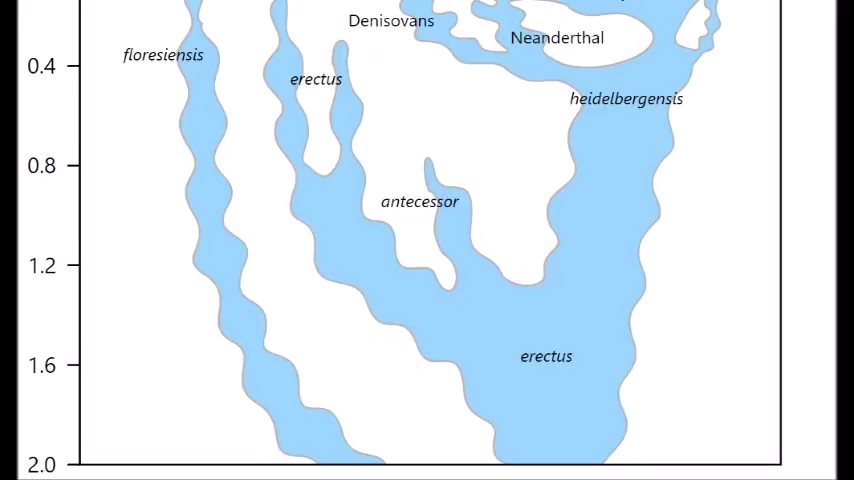 Denisovans
Neanderthal
floresiensis
0.4
erectus
heidelbergensis
0.8
antecessor
1.2
erectus
1.6
2.0